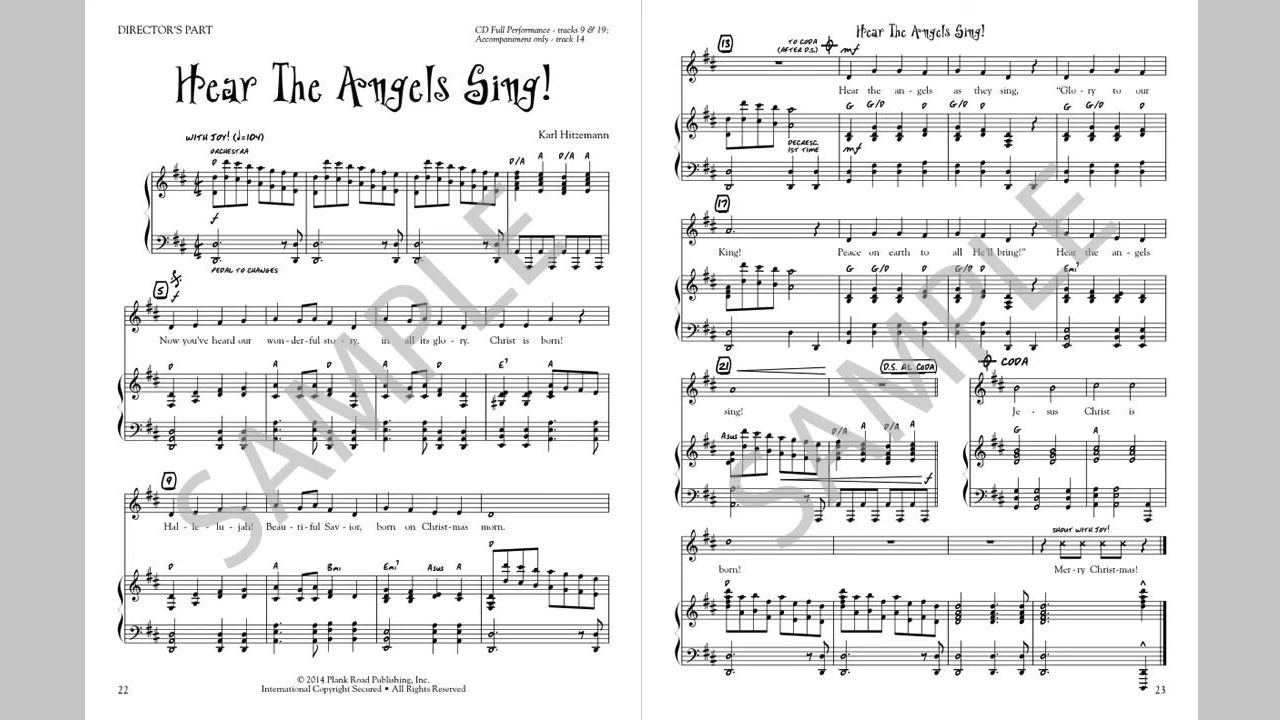 DIRECTOR'S PART
CD Full Performance - tracks 9 & 19;
Accompaniment only - track 14
Hear The Angels Sing!
Karl Hitzemann
WITH JOY! (♩=104)
ORCHESTRA
D D/A A D/A A
f
PEDAL TO CHANGES
5
f
Now you've heard our won - der - ful sto - ry, in all its glo - ry. Christ is born!
D A D A D E7 A
9
Hal - le - lu - jah! Beau - ti - ful Sav - ior, born on Christ - mas morn.
D
D A Bmi Emi7 Asus A
© 2014 Plank Road Publishing, Inc.
International Copyright Secured • All Rights Reserved
22
SAMPLE
Hear The Angels Sing!
13 TO CODA
(AFTER D.S.) mf
Hear the an - gels as they sing, "Glo - ry to our
G G/D D G/D D G G/D D
DECRESC.
1ST TIME mf
17
King! Peace on earth to all He'll bring!" Hear the an - gels
G G/D D G/D D Emi7
21 D.S. AL CODA CODA
sing! Je - sus Christ is
Asus D/A A D/A A G A
f
SHOUT WITH JOY!
born! Mer - ry Christ - mas!
D
23
SAMPLE